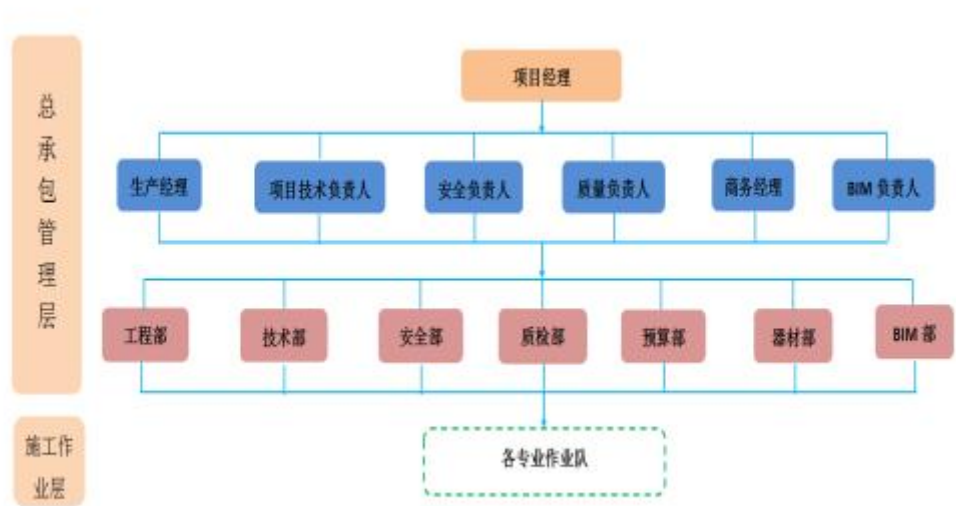 总承包管理层
项目经理
生产经理
项目技术负责人
安全负责人
质量负责人
商务经理
BIM 负责人
工程部
技术部
安全部
质检部
预算部
器材部
BIM 部
施工作
业层
各专业作业队